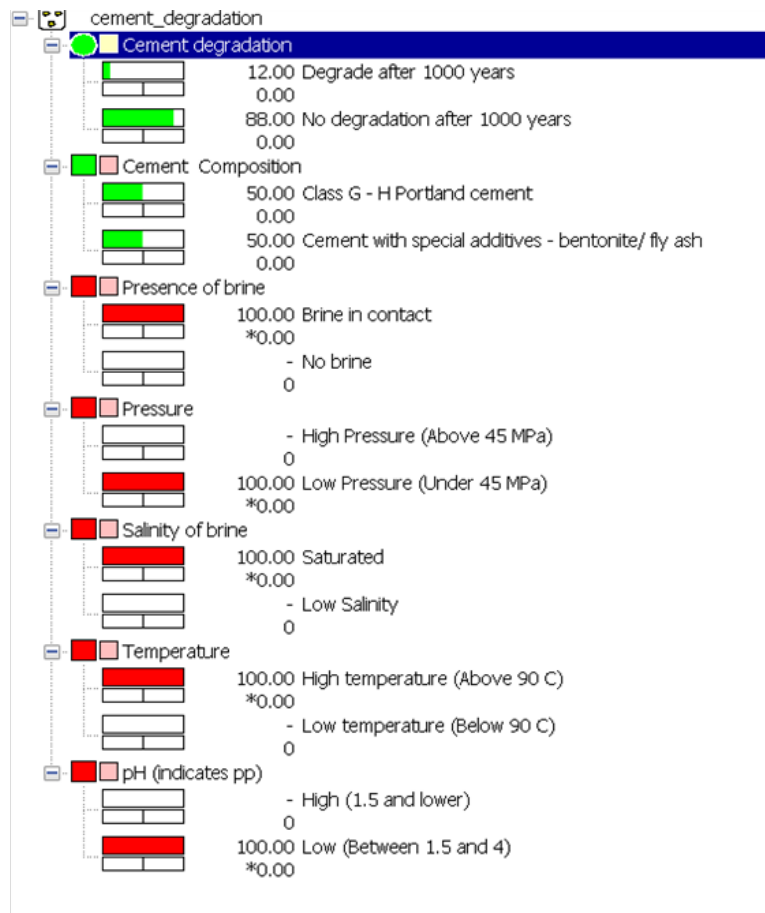 cement_degradation
Cement degradation
12.00 Degrade after 1000 years
0.00
88.00 No degradation after 1000 years
0.00
Cement Composition
50.00 Class G - H Portland cement
0.00
50.00 Cement with special additives - bentonite/ fly ash
0.00
Presence of brine
100.00 Brine in contact
*0.00
- No brine
0
Pressure
- High Pressure (Above 45 MPa)
0
100.00 Low Pressure (Under 45 MPa)
*0.00
Salinity of brine
100.00 Saturated
*0.00
- Low Salinity
0
Temperature
100.00 High temperature (Above 90 C)
*0.00
- Low temperature (Below 90 C)
0
pH (indicates pp)
- High (1.5 and lower)
0
100.00 Low (Between 1.5 and 4)
*0.00